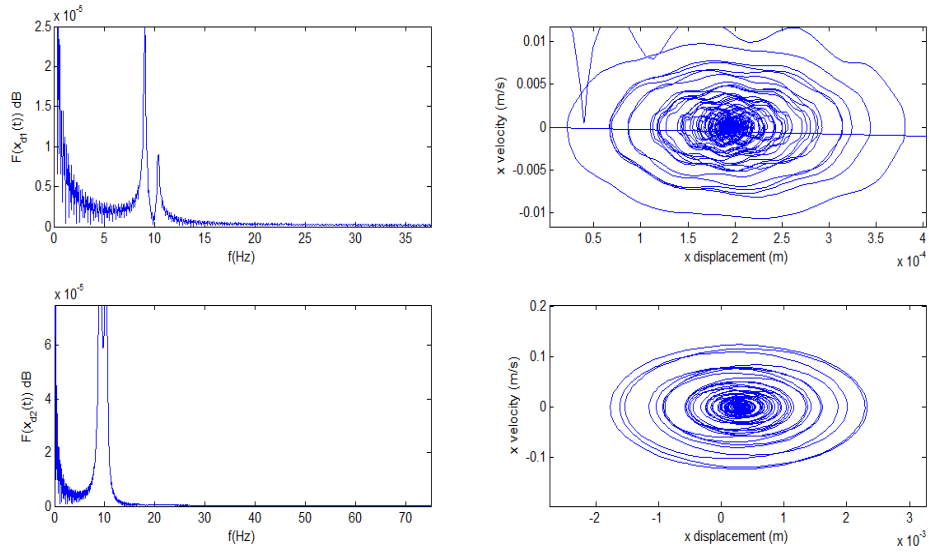 x 10^-5
2.5
2
1.5
1
0.5
0
F(x_d1(t)) dB
0 5 10 15 20 25 30 35
f(Hz)
0.01
0.005
0
-0.005
-0.01
x velocity (m/s)
0.5 1 1.5 2 2.5 3 3.5 4
x displacement (m)
x 10^-4
x 10^-5
6
4
2
0
F(x_d2(t)) dB
0 10 20 30 40 50 60 70
f(Hz)
0.2
0.1
0
-0.1
x velocity (m/s)
-2 -1 0 1 2 3
x displacement (m)
x 10^-3